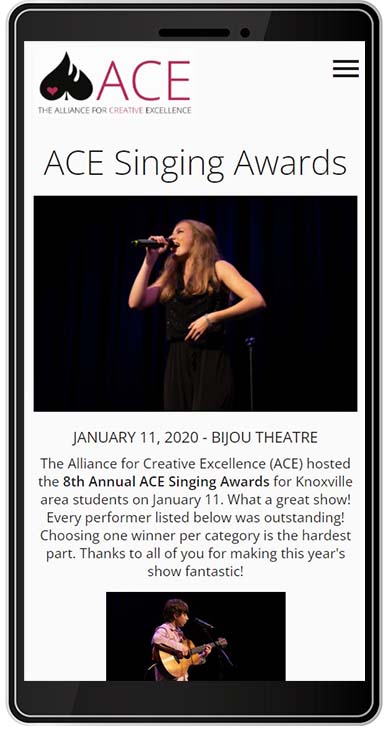 ACE
THE ALLIANCE FOR CREATIVE EXCELLENCE
ACE Singing Awards
JANUARY 11, 2020 - BIJOU THEATRE
The Alliance for Creative Excellence (ACE) hosted
the 8th Annual ACE Singing Awards for Knoxville
area students on January 11. What a great show!
Every performer listed below was outstanding!
Choosing one winner per category is the hardest
part. Thanks to all of you for making this year's
show fantastic!